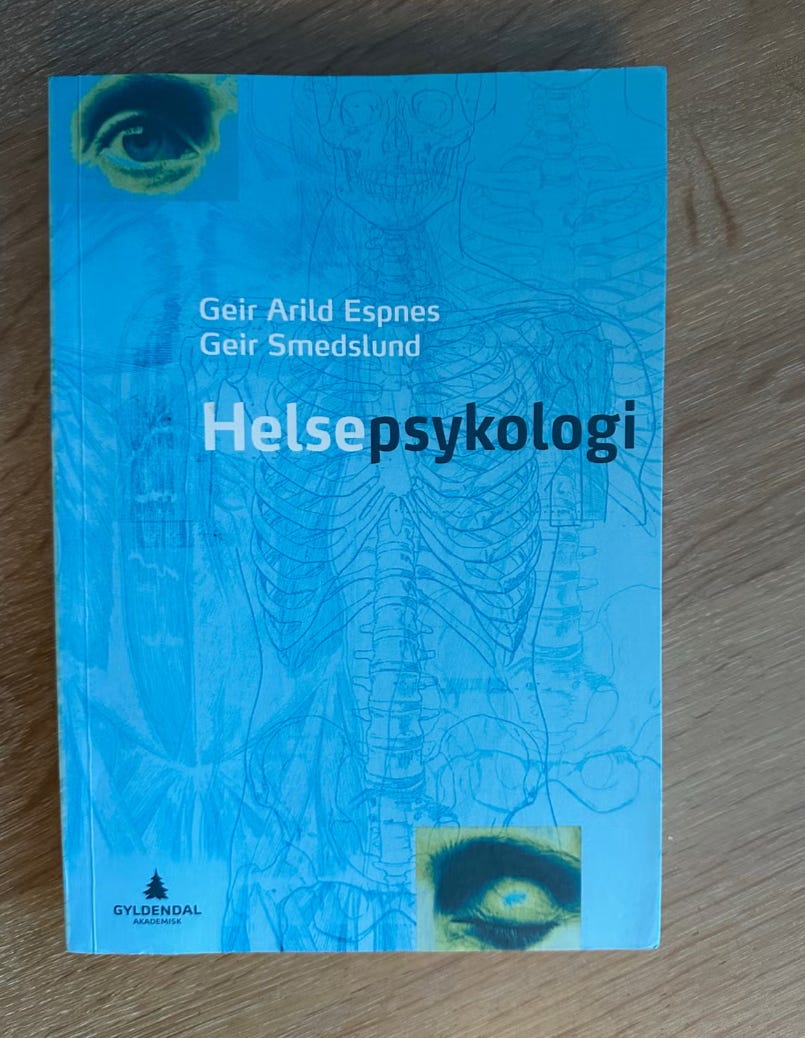 Geir Arild Espnes
Geir Smedslund
Helsepsykologi
GYLDENDAL
AKADEMISK